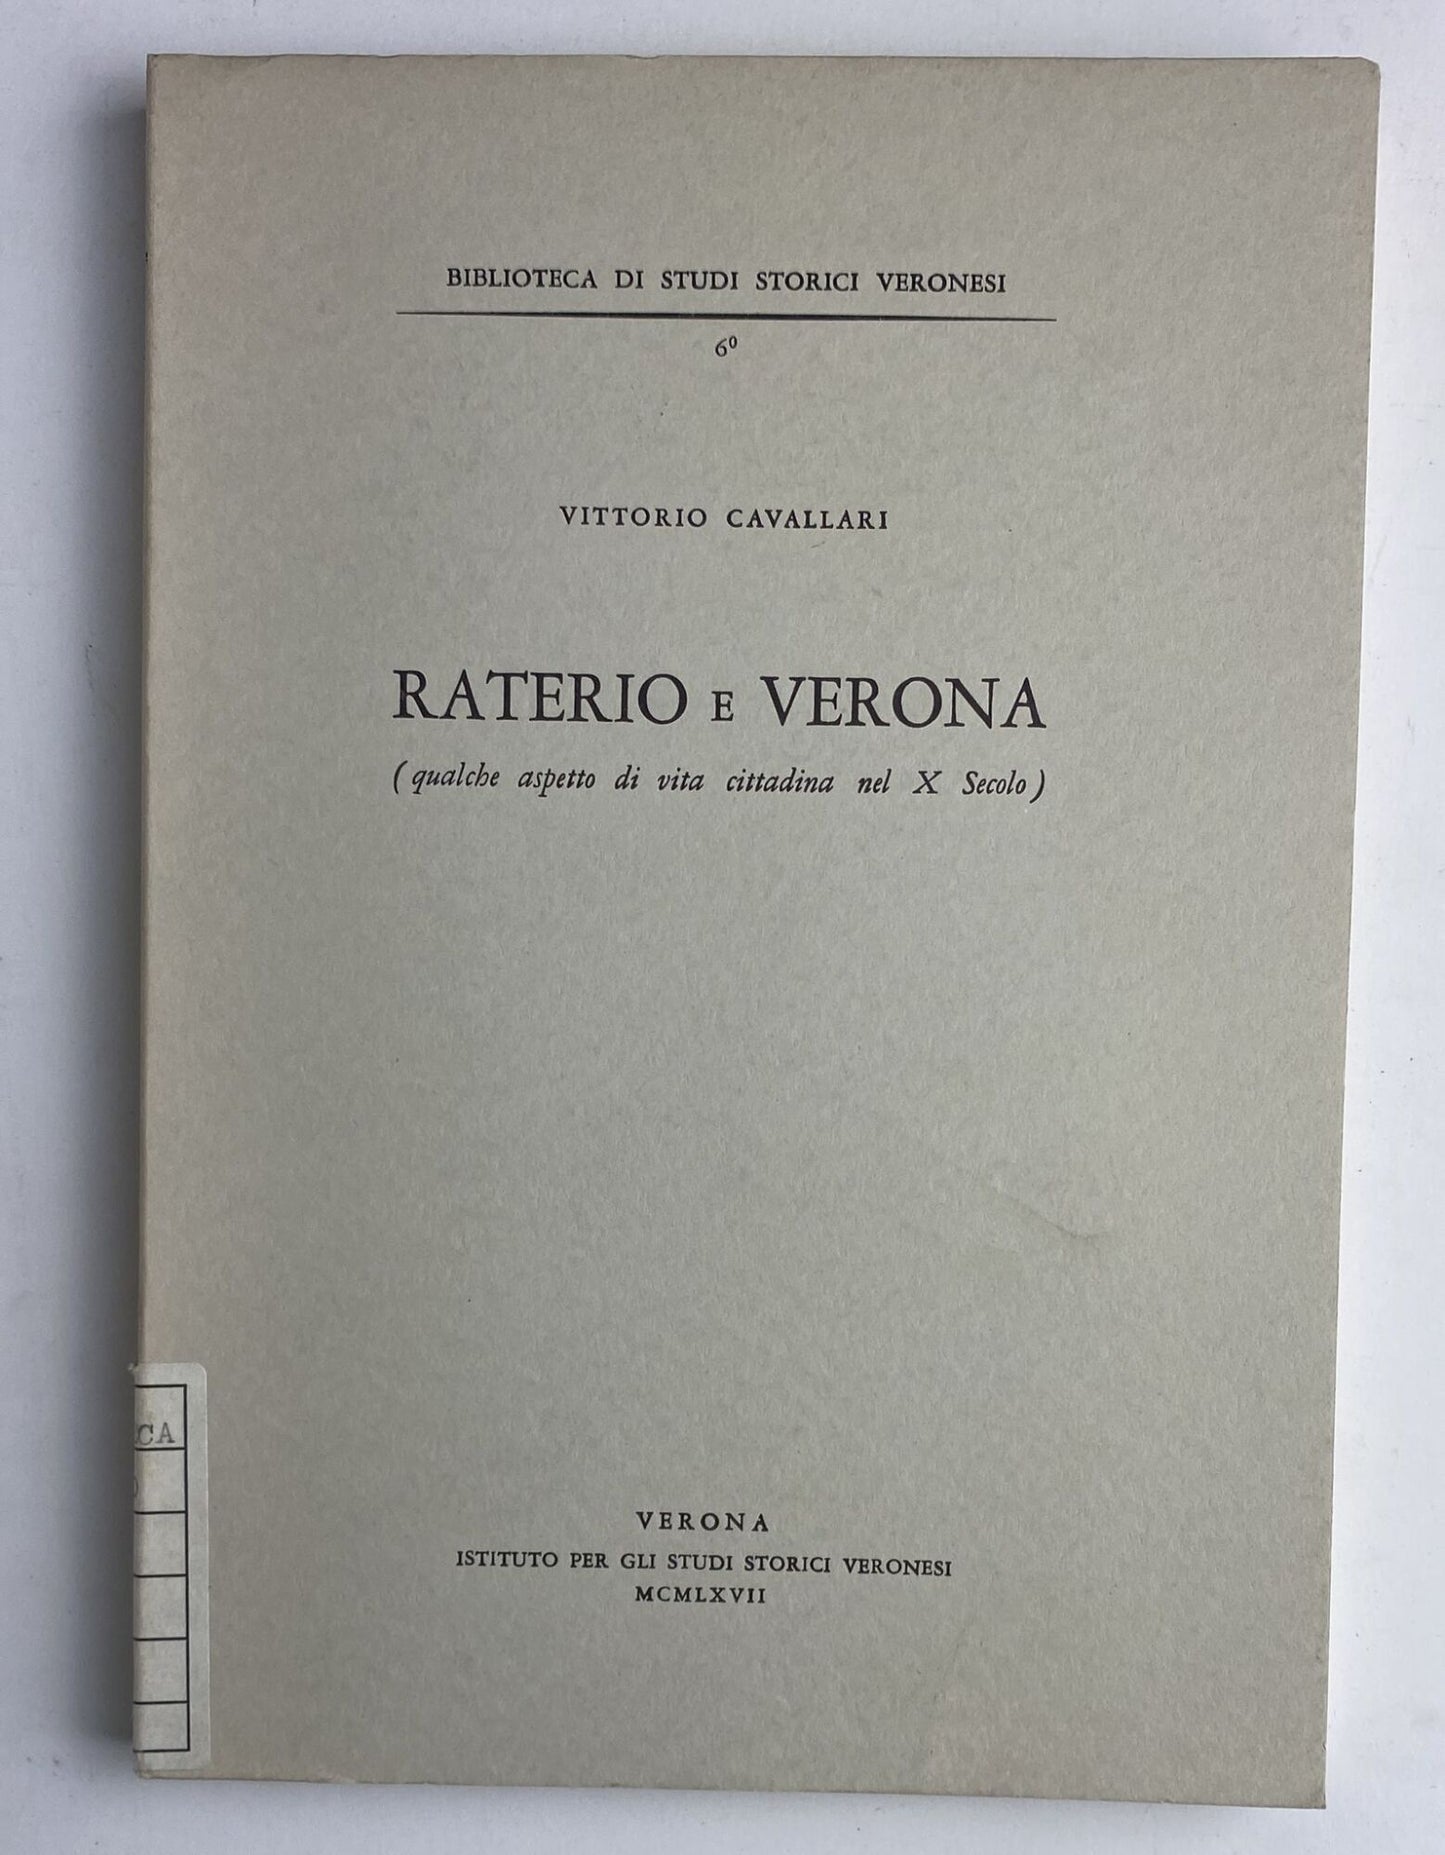 BIBLIOTECA DI STUDI STORICI VERONESI
6⁰
VITTORIO CAVALLARI
RATERIO E VERONA
(qualche aspetto di vita cittadina nel X Secolo)
VERONA
ISTITUTO PER GLI STUDI STORICI VERONESI
MCMLXVII
CA